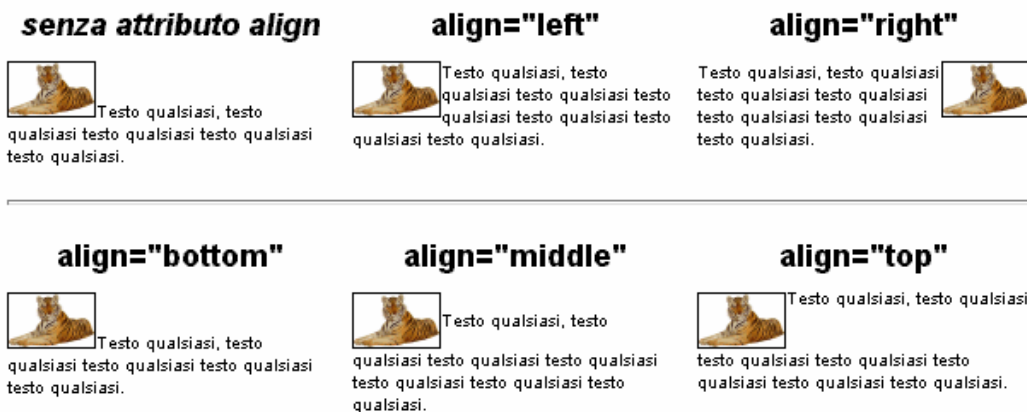 senza attributo align
Testo qualsiasi, testo
qualsiasi testo qualsiasi testo qualsiasi
testo qualsiasi.
align="left"
Testo qualsiasi, testo
qualsiasi testo qualsiasi testo
qualsiasi testo qualsiasi testo
qualsiasi testo qualsiasi.
align="right"
Testo qualsiasi, testo qualsiasi
testo qualsiasi testo qualsiasi
testo qualsiasi testo qualsiasi
testo qualsiasi.
align="bottom"
Testo qualsiasi, testo
qualsiasi testo qualsiasi testo qualsiasi
testo qualsiasi.
align="middle"
Testo qualsiasi, testo
qualsiasi testo qualsiasi testo qualsiasi
testo qualsiasi testo qualsiasi testo
qualsiasi.
align="top"
Testo qualsiasi, testo qualsiasi
testo qualsiasi testo qualsiasi testo
qualsiasi testo qualsiasi testo qualsiasi.